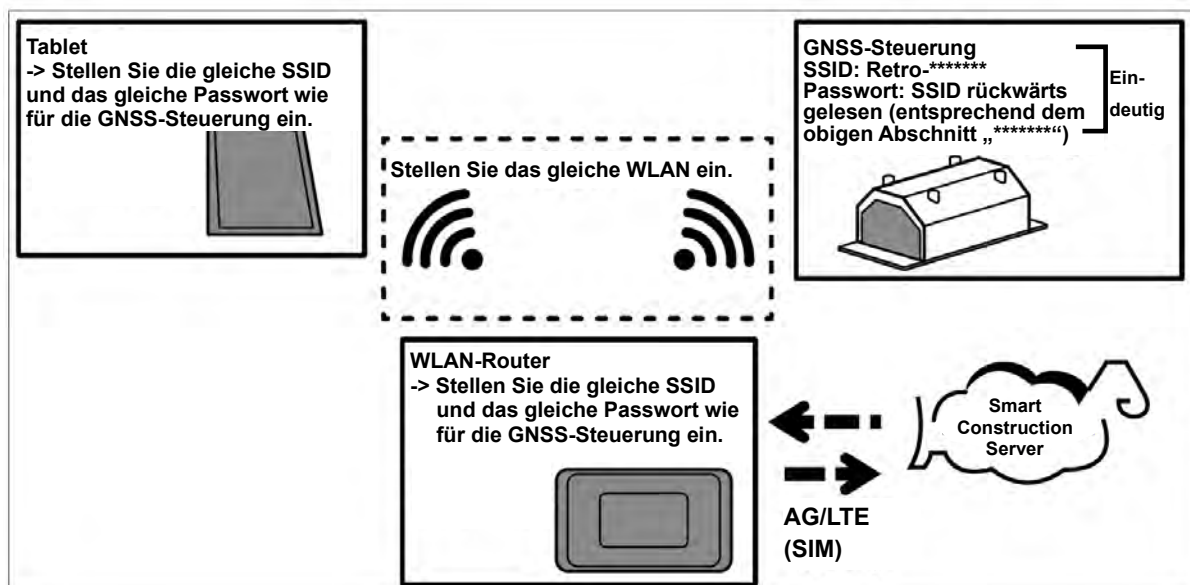 Tablet
-> Stellen Sie die gleiche SSID
und das gleiche Passwort wie
für die GNSS-Steuerung ein.
Stellen Sie das gleiche WLAN ein.
GNSS-Steuerung
SSID: Retro-*******
Passwort: SSID rückwärts
gelesen (entsprechend dem
obigen Abschnitt „*******“)
Ein-
deutig
WLAN-Router
-> Stellen Sie die gleiche SSID
und das gleiche Passwort wie
für die GNSS-Steuerung ein.
Smart
Construction
Server
AG/LTE
(SIM)